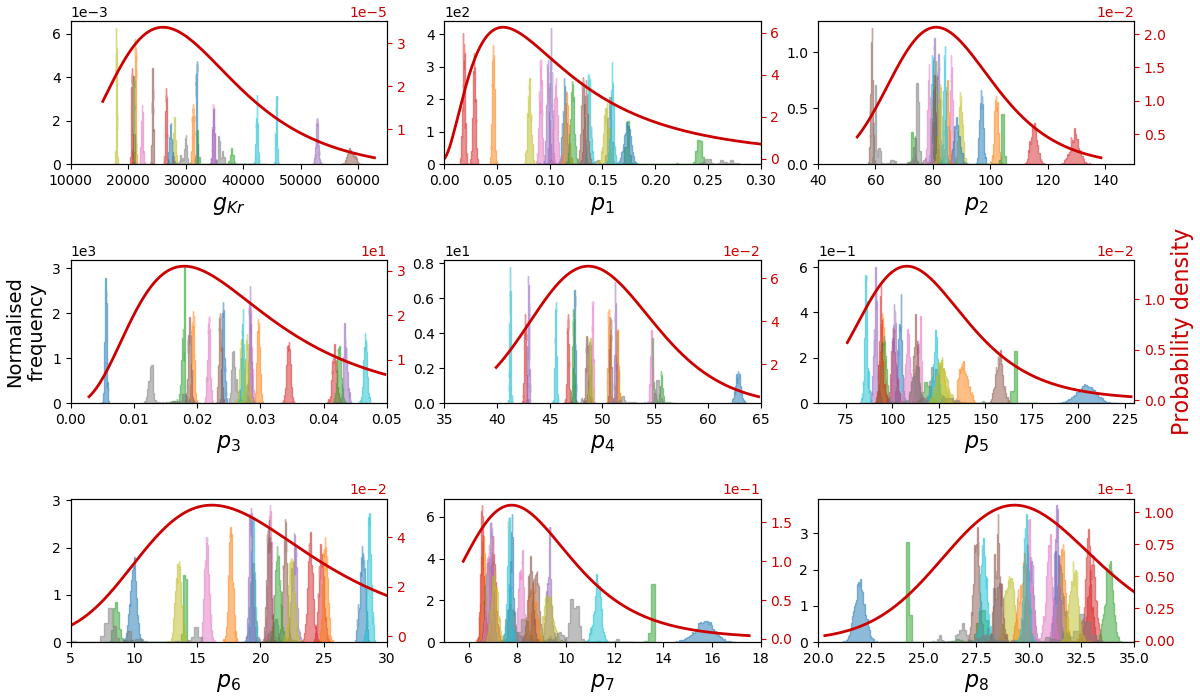 1e−3 1e−5 1e2 1e−2
6 4 2 0 3 2 1
4 3 2 1 0 6 4 2 0
1.0 0.5 0.0 2.0 1.5 1.0 0.5
10000 20000 30000 40000 50000 60000
0.00 0.05 0.10 0.15 0.20 0.25 0.30
40 60 80 100 120 140
g_Kr p_1 p_2
1e3 1e1 1e1 1e−2 1e−1 1e−2
3 2 1 0 3 2 1
0.8 0.6 0.4 0.2 0.0 6 4 2
6 4 2 0 1.0 0.5 0.0
0.00 0.01 0.02 0.03 0.04 0.05
35 40 45 50 55 60 65
75 100 125 150 175 200 225
p_3 p_4 p_5
Normalised
frequency
Probability density
1e−2 1e−1 1e−1
3 2 1 0 4 2 0
6 4 2 0 1.5 1.0 0.5 0.0
3 2 1 0 1.00 0.75 0.50 0.25 0.00
5 10 15 20 25 30
6 8 10 12 14 16 18
20.0 22.5 25.0 27.5 30.0 32.5 35.0
p_6 p_7 p_8